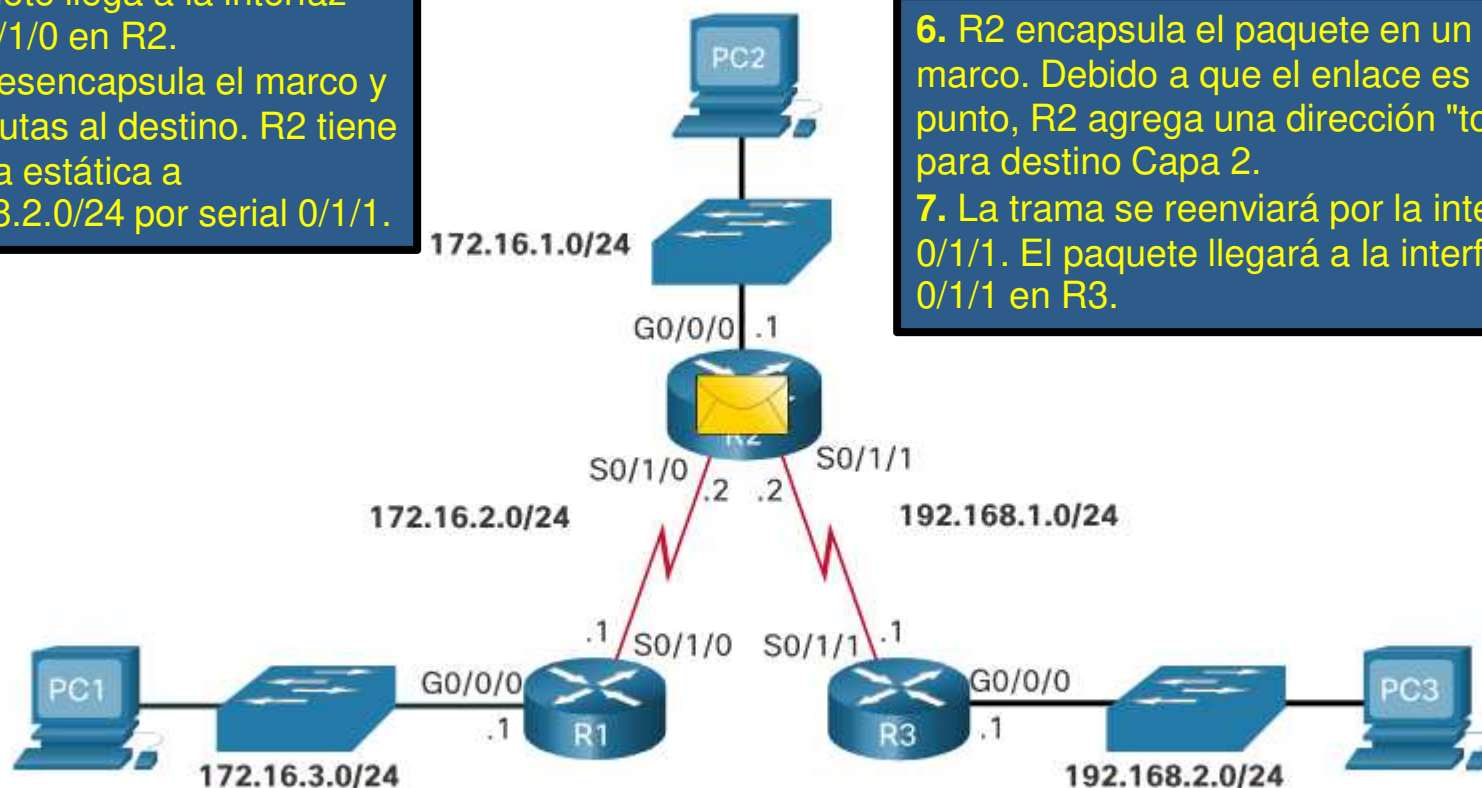 /1/0 en R2.
esencapsula el marco y
utas al destino. R2 tiene
a estática a
3.2.0/24 por serial 0/1/1.
6. R2 encapsula el paquete en un
marco. Debido a que el enlace es
punto, R2 agrega una dirección "to
para destino Capa 2.
7. La trama se reenviará por la inte
0/1/1. El paquete llegará a la interf
0/1/1 en R3.
PC2
172.16.1.0/24
G0/0/0 .1
R2
S0/1/0 S0/1/1
.2 .2
172.16.2.0/24 192.168.1.0/24
.1 S0/1/0 S0/1/1 .1
PC1 G0/0/0 G0/0/0 PC3
.1 R1 R3 .1
172.16.3.0/24 192.168.2.0/24